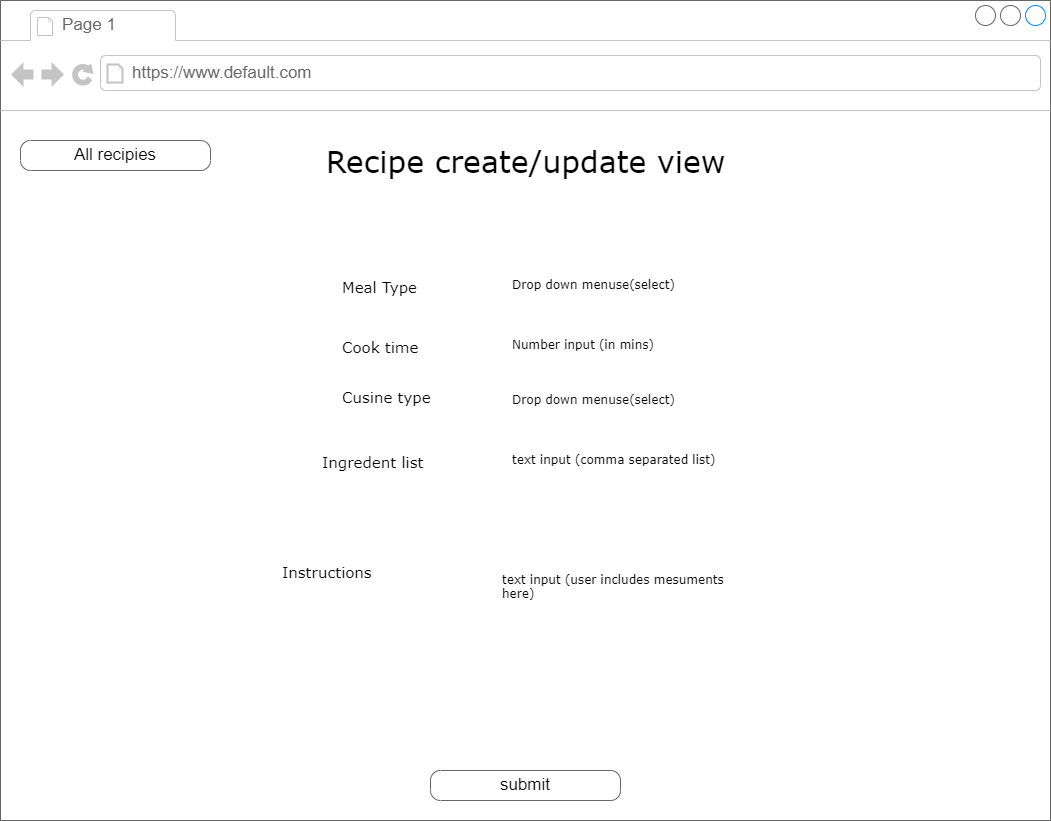 Page 1
https://www.default.com
All recipies
Recipe create/update view
Meal Type
Drop down menuse(select)
Cook time
Number input (in mins)
Cusine type
Drop down menuse(select)
Ingredent list
text input (comma separated list)
Instructions
text input (user includes mesuments
here)
submit